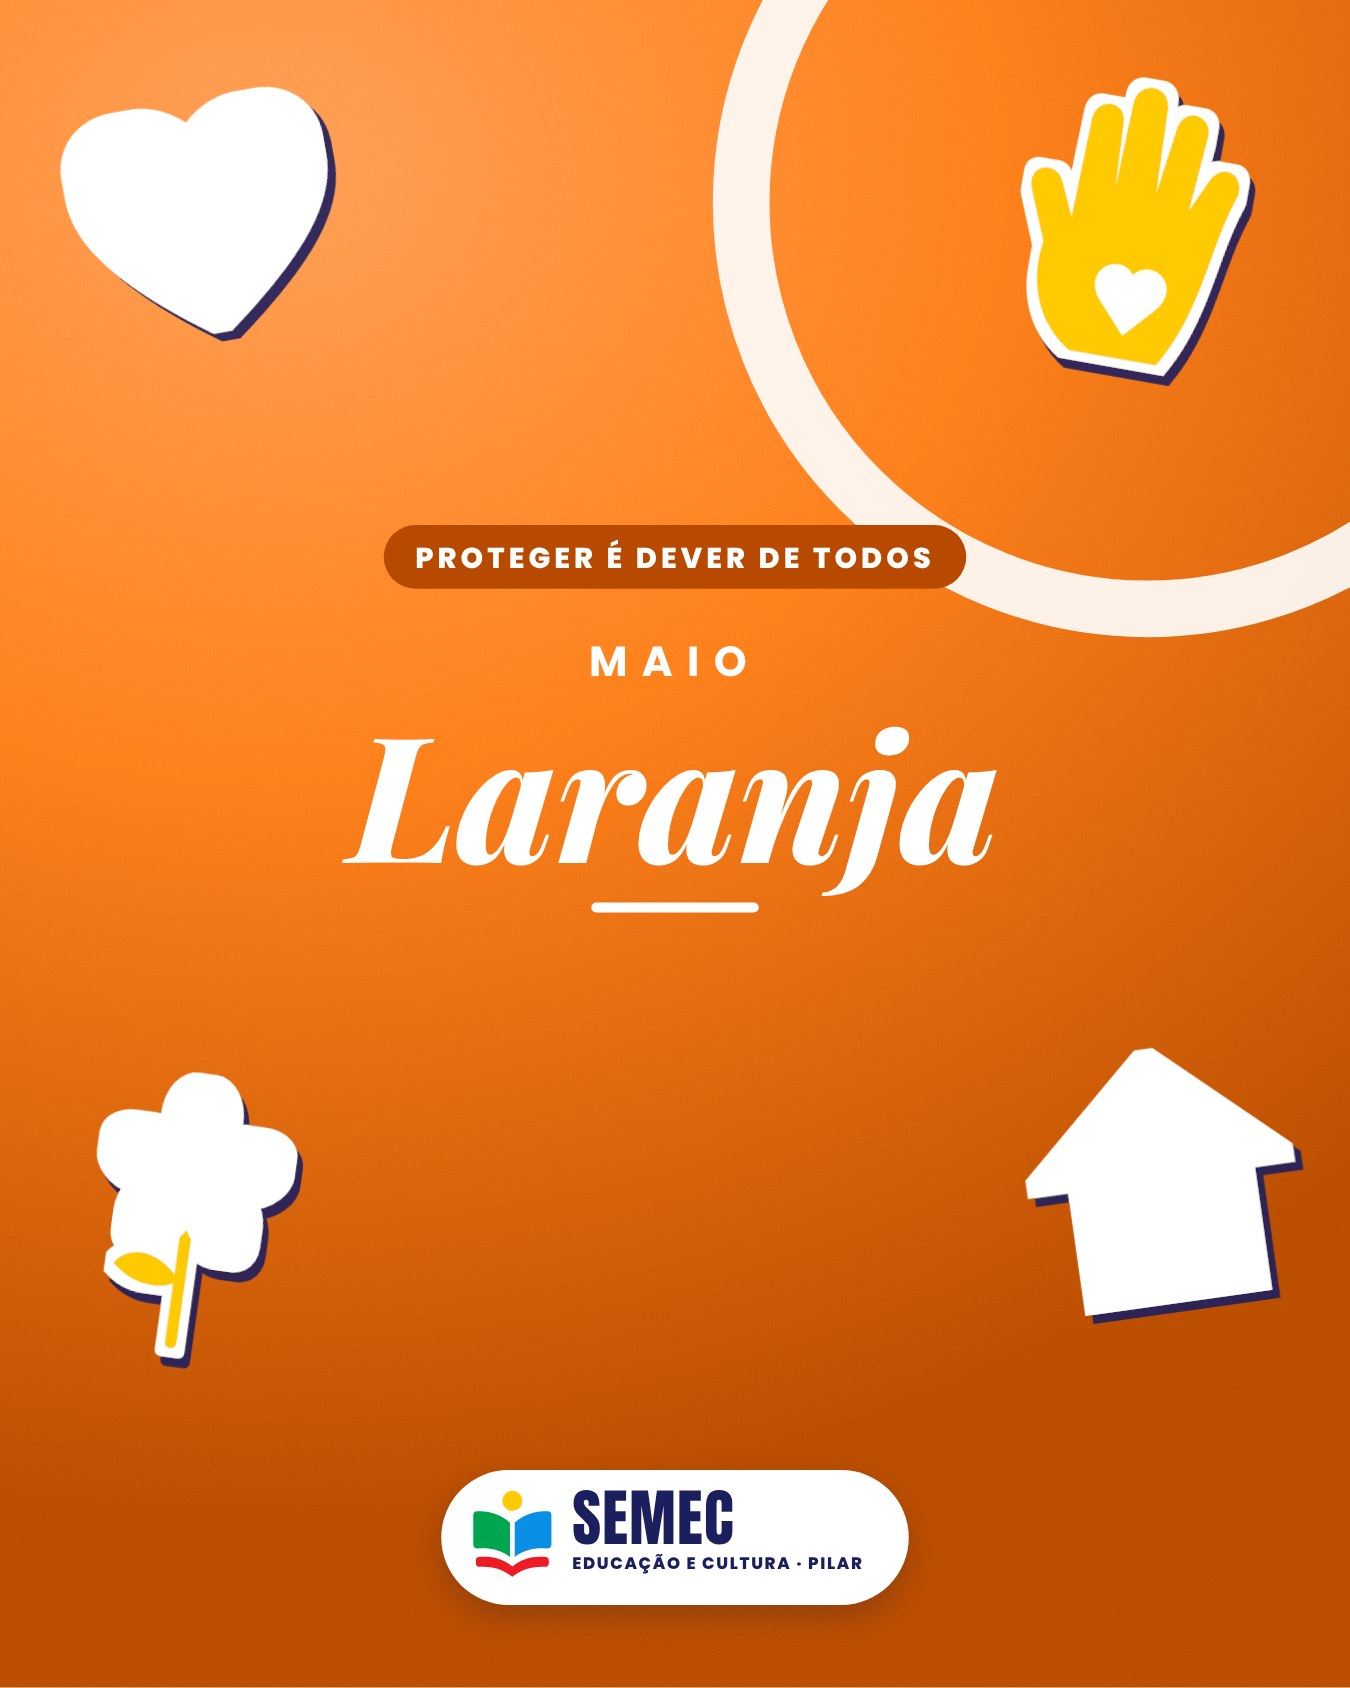 PROTEGER É DEVER DE TODOS
MAIO
Laranja
SEMEC
EDUCAÇÃO E CULTURA · PILAR